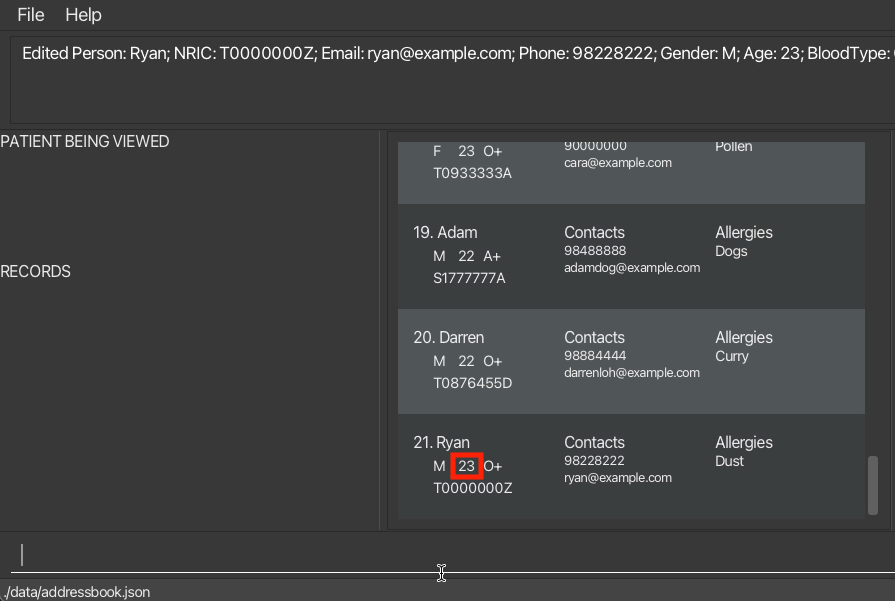 File Help
Edited Person: Ryan; NRIC: T0000000Z; Email: ryan@example.com; Phone: 98228222; Gender: M; Age: 23; BloodType:
PATIENT BEING VIEWED
RECORDS
F 23 O+
T0933333A
90000000
cara@example.com
Pollen
19. Adam
M 22 A+
S1777777A
Contacts
98488888
adamdog@example.com
Allergies
Dogs
20. Darren
M 22 O+
T0876455D
Contacts
98884444
darrenloh@example.com
Allergies
Curry
21. Ryan
M 23 O+
T0000000Z
Contacts
98228222
ryan@example.com
Allergies
Dust
./data/addressbook.json